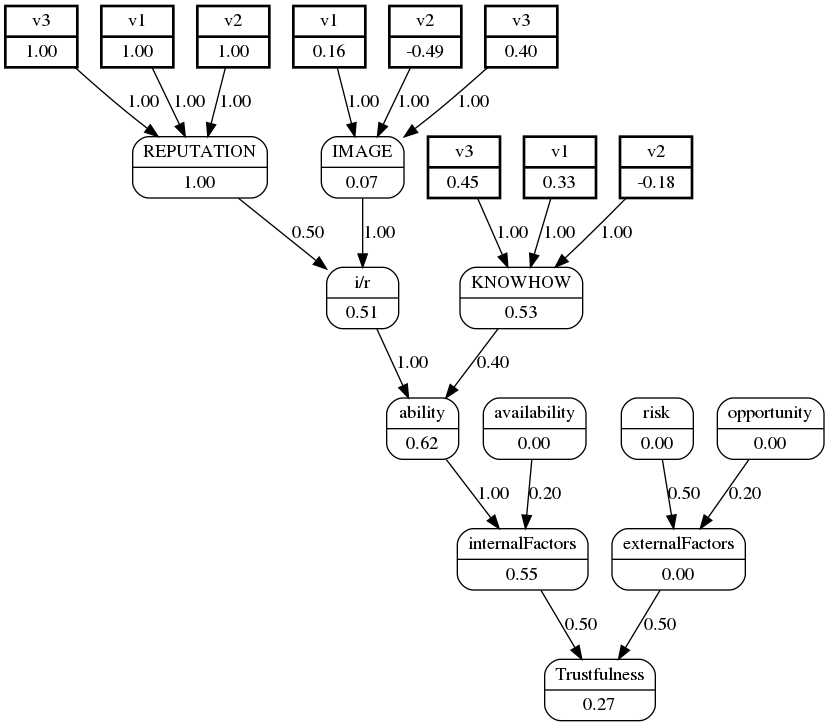 v3 v1 v2 v1 v2 v3
1.00 1.00 1.00 0.16 -0.49 0.40
1.00 1.00 1.00 1.00 1.00 1.00
REPUTATION IMAGE v3 v1 v2
1.00 0.07 0.45 0.33 -0.18
0.50 1.00 1.00 1.00 1.00
i/r KNOWHOW
0.51 0.53
1.00 0.40
ability availability risk opportunity
0.62 0.00 0.00 0.00
1.00 0.20 0.50 0.20
internalFactors externalFactors
0.55 0.00
0.50 0.50
Trustfulness
0.27